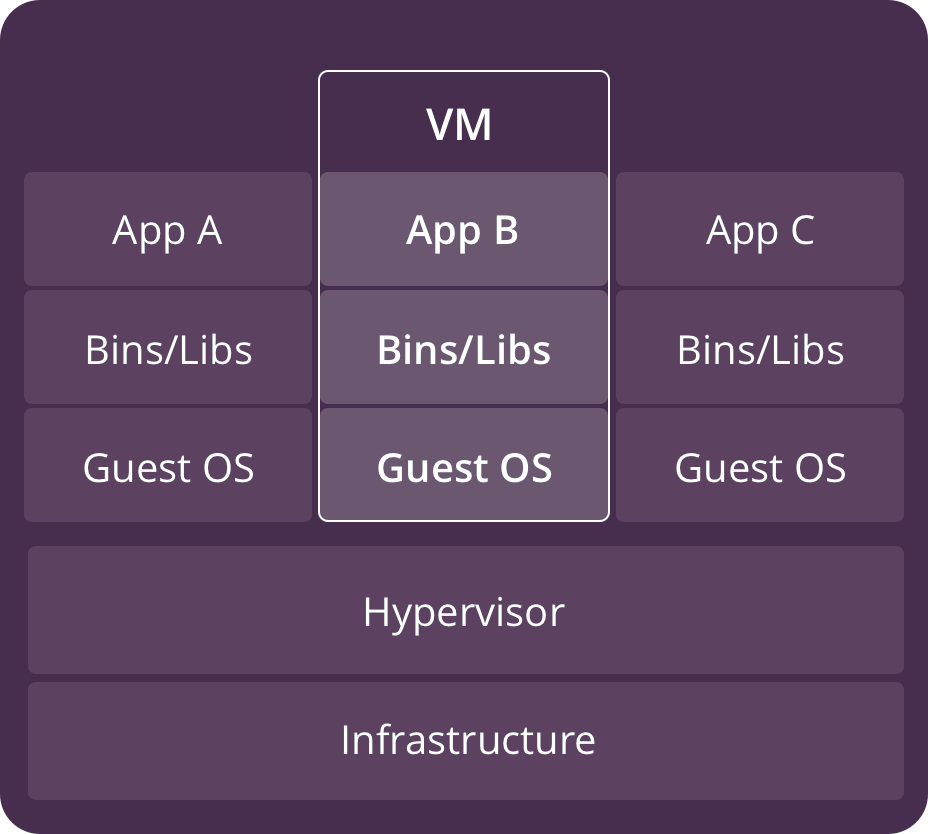 VM
App A
App B
App C
Bins/Libs
Bins/Libs
Bins/Libs
Guest OS
Guest OS
Guest OS
Hypervisor
Infrastructure